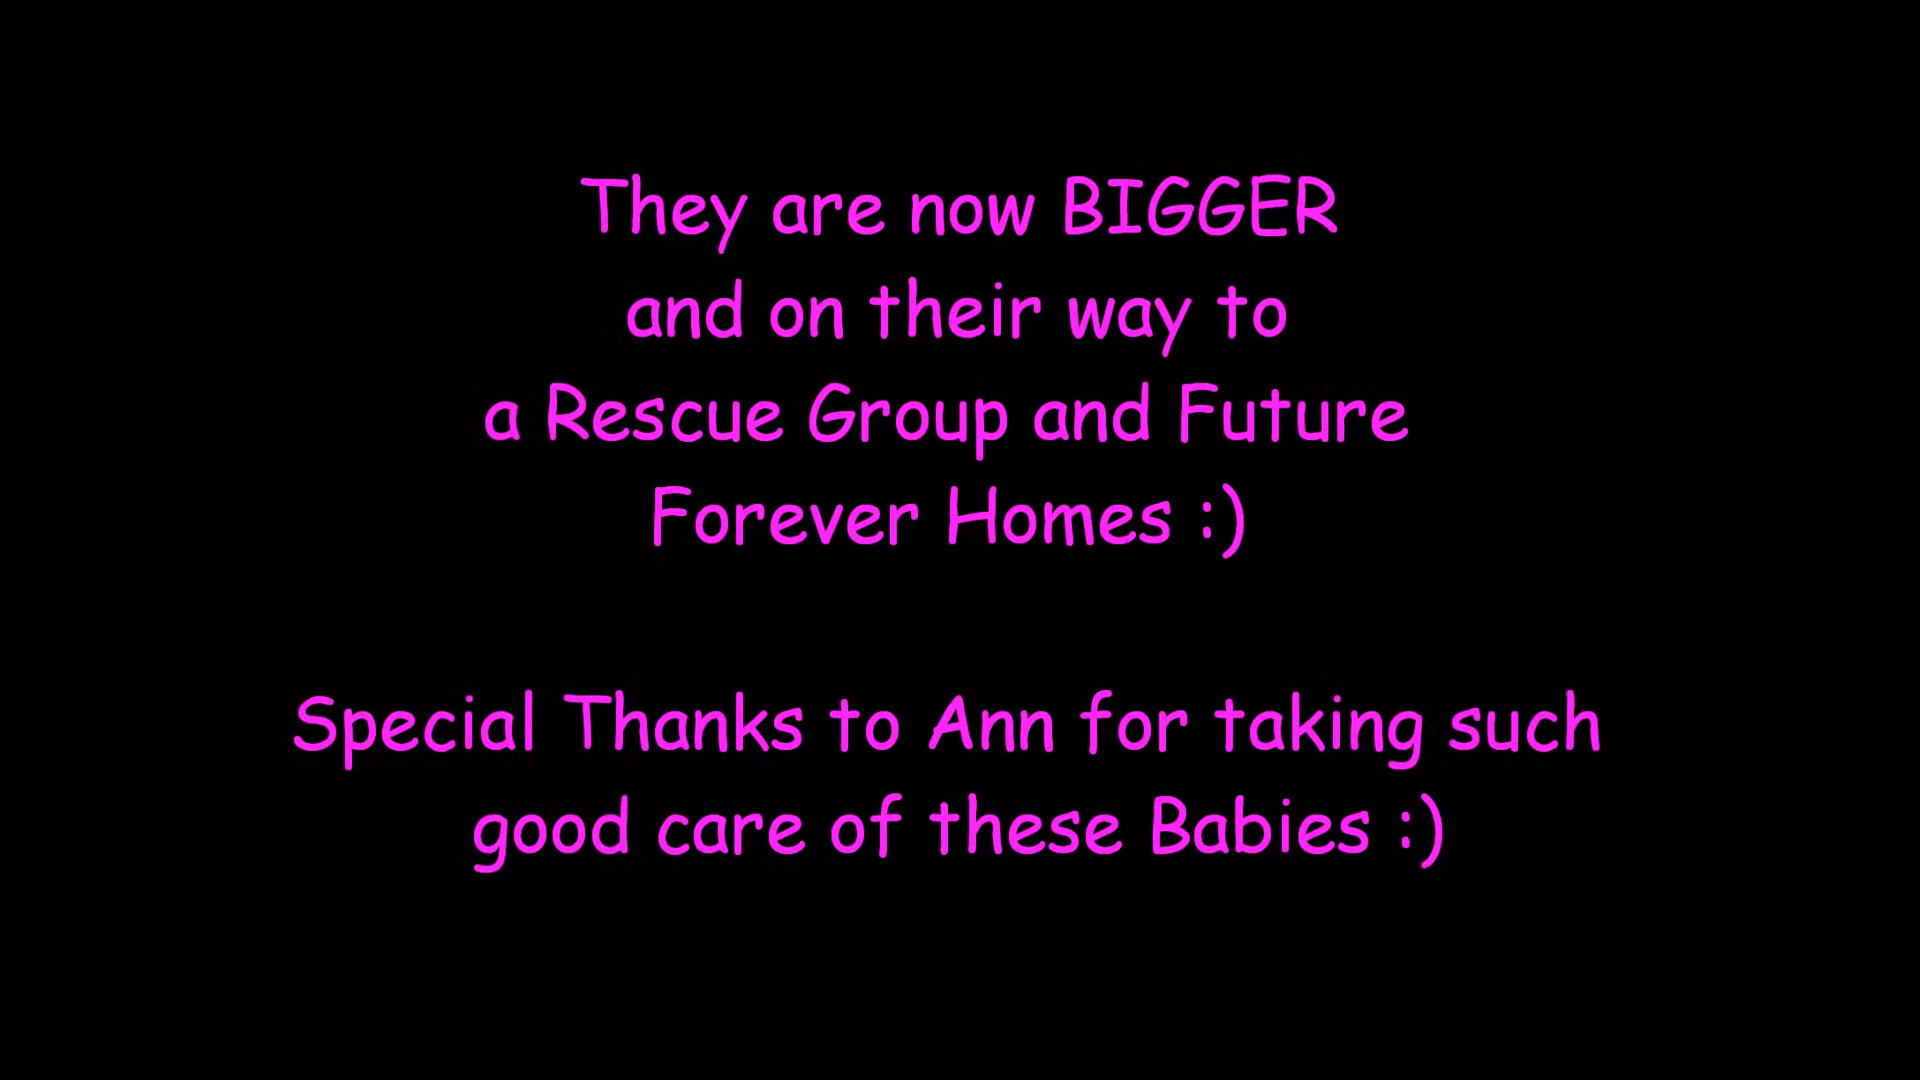 They are now BIGGER
and on their way to
a Rescue Group and Future
Forever Homes :)
Special Thanks to Ann for taking such
good care of these Babies :)